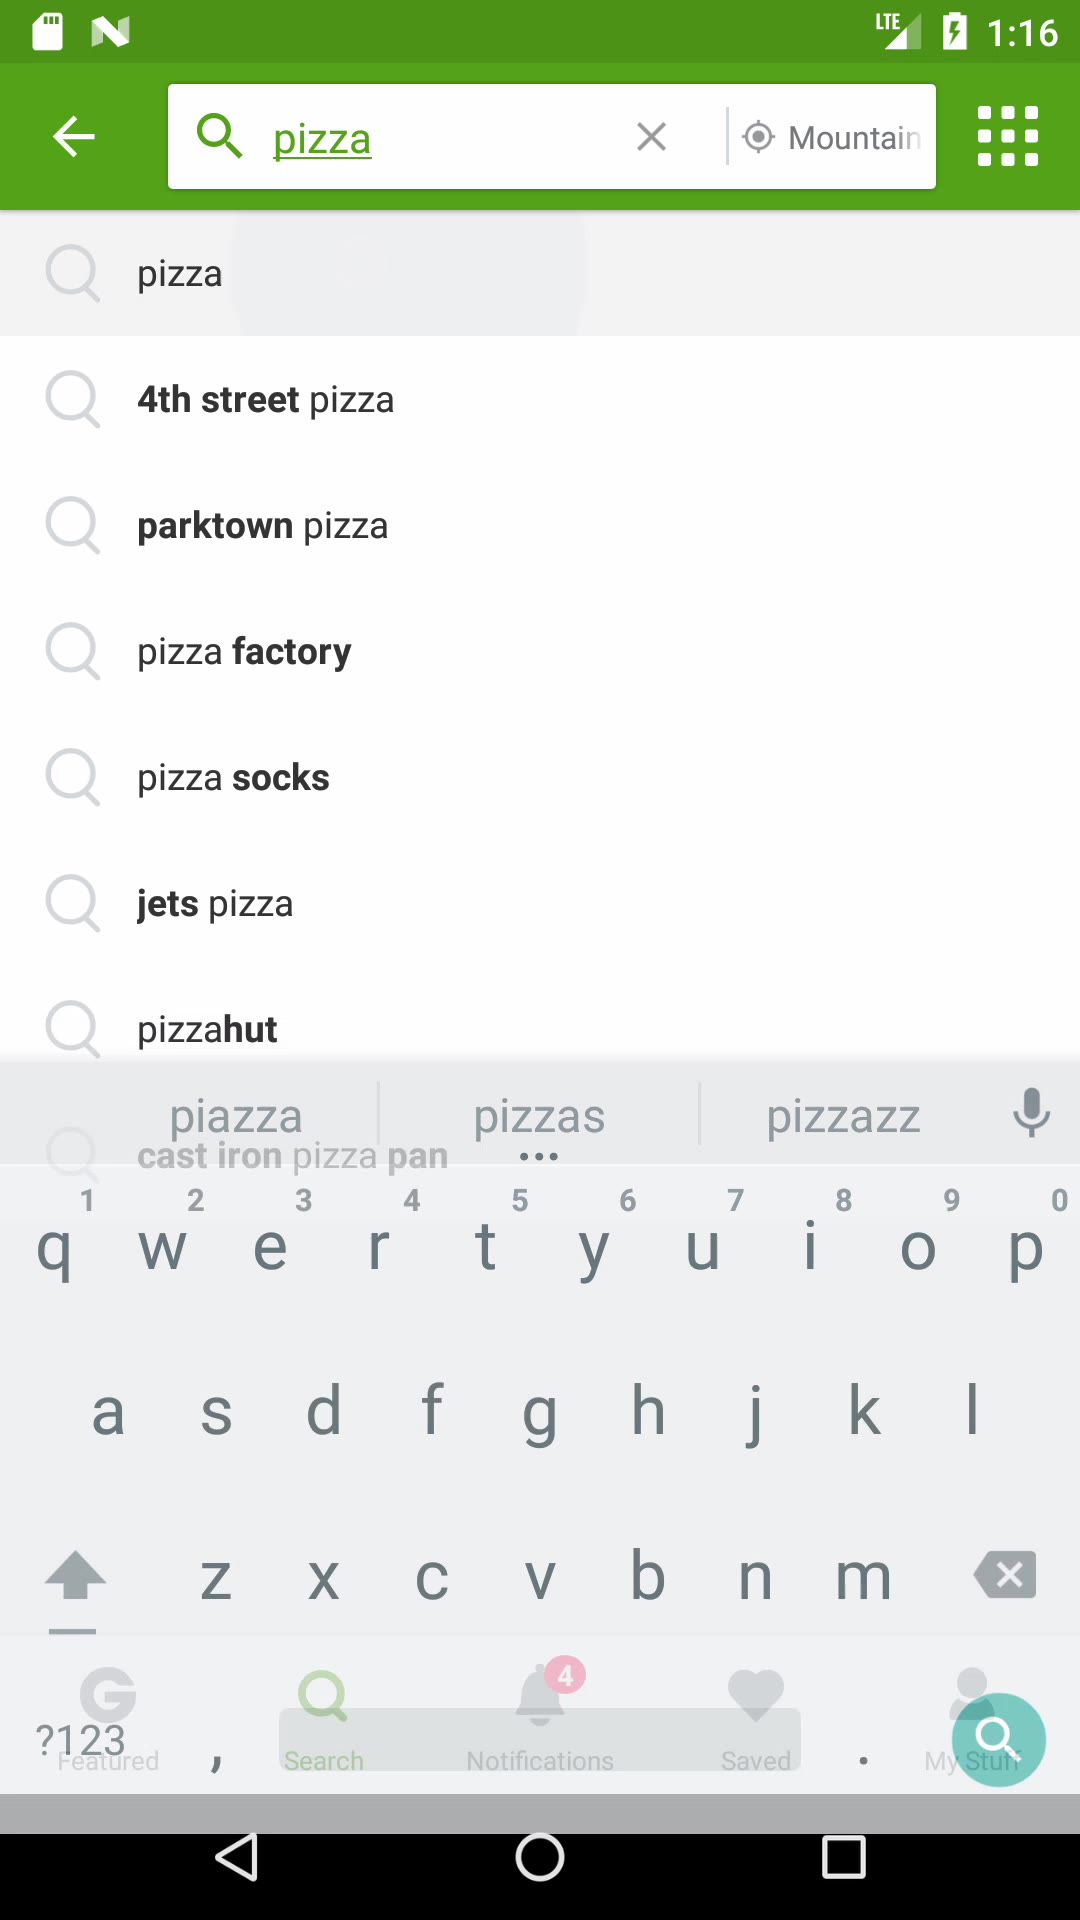 LTE 1:16
pizza Mountain
pizza
4th street pizza
parktown pizza
pizza factory
pizza socks
jets pizza
pizzahut
piazza pizzas pizzazz
cast iron pizza pan
1 2 3 4 5 6 7 8 9 0
q w e r t y u i o p
a s d f g h j k l
z x c v b n m
4
?123 , .
Featured Search Notifications Saved My Stuff